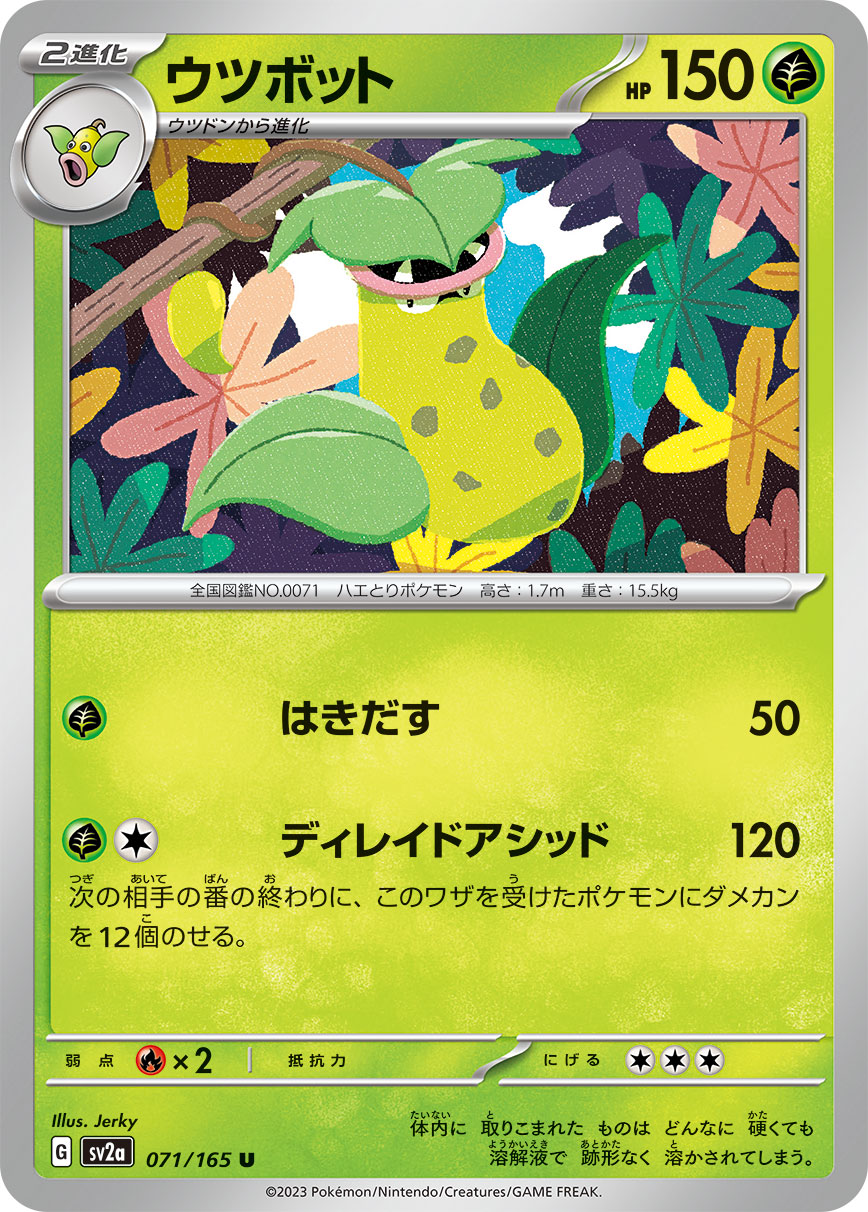 2進化
ウツボット
HP 150
ウツドンから進化
全国図鑑NO.0071 ハエとりポケモン 高さ:1.7m 重さ:15.5kg
はきだす 50
ディレイドアシッド 120
次の相手の番の終わりに、このワザを受けたポケモンにダメカン
を12個のせる。
弱点 ×2 抵抗力 にげる
Illus. Jerky
体内に 取りこまれた ものは どんなに 硬くても
溶解液で 跡形なく 溶かされてしまう。
G sv2a 071/165 U
©2023 Pokémon/Nintendo/Creatures/GAME FREAK.